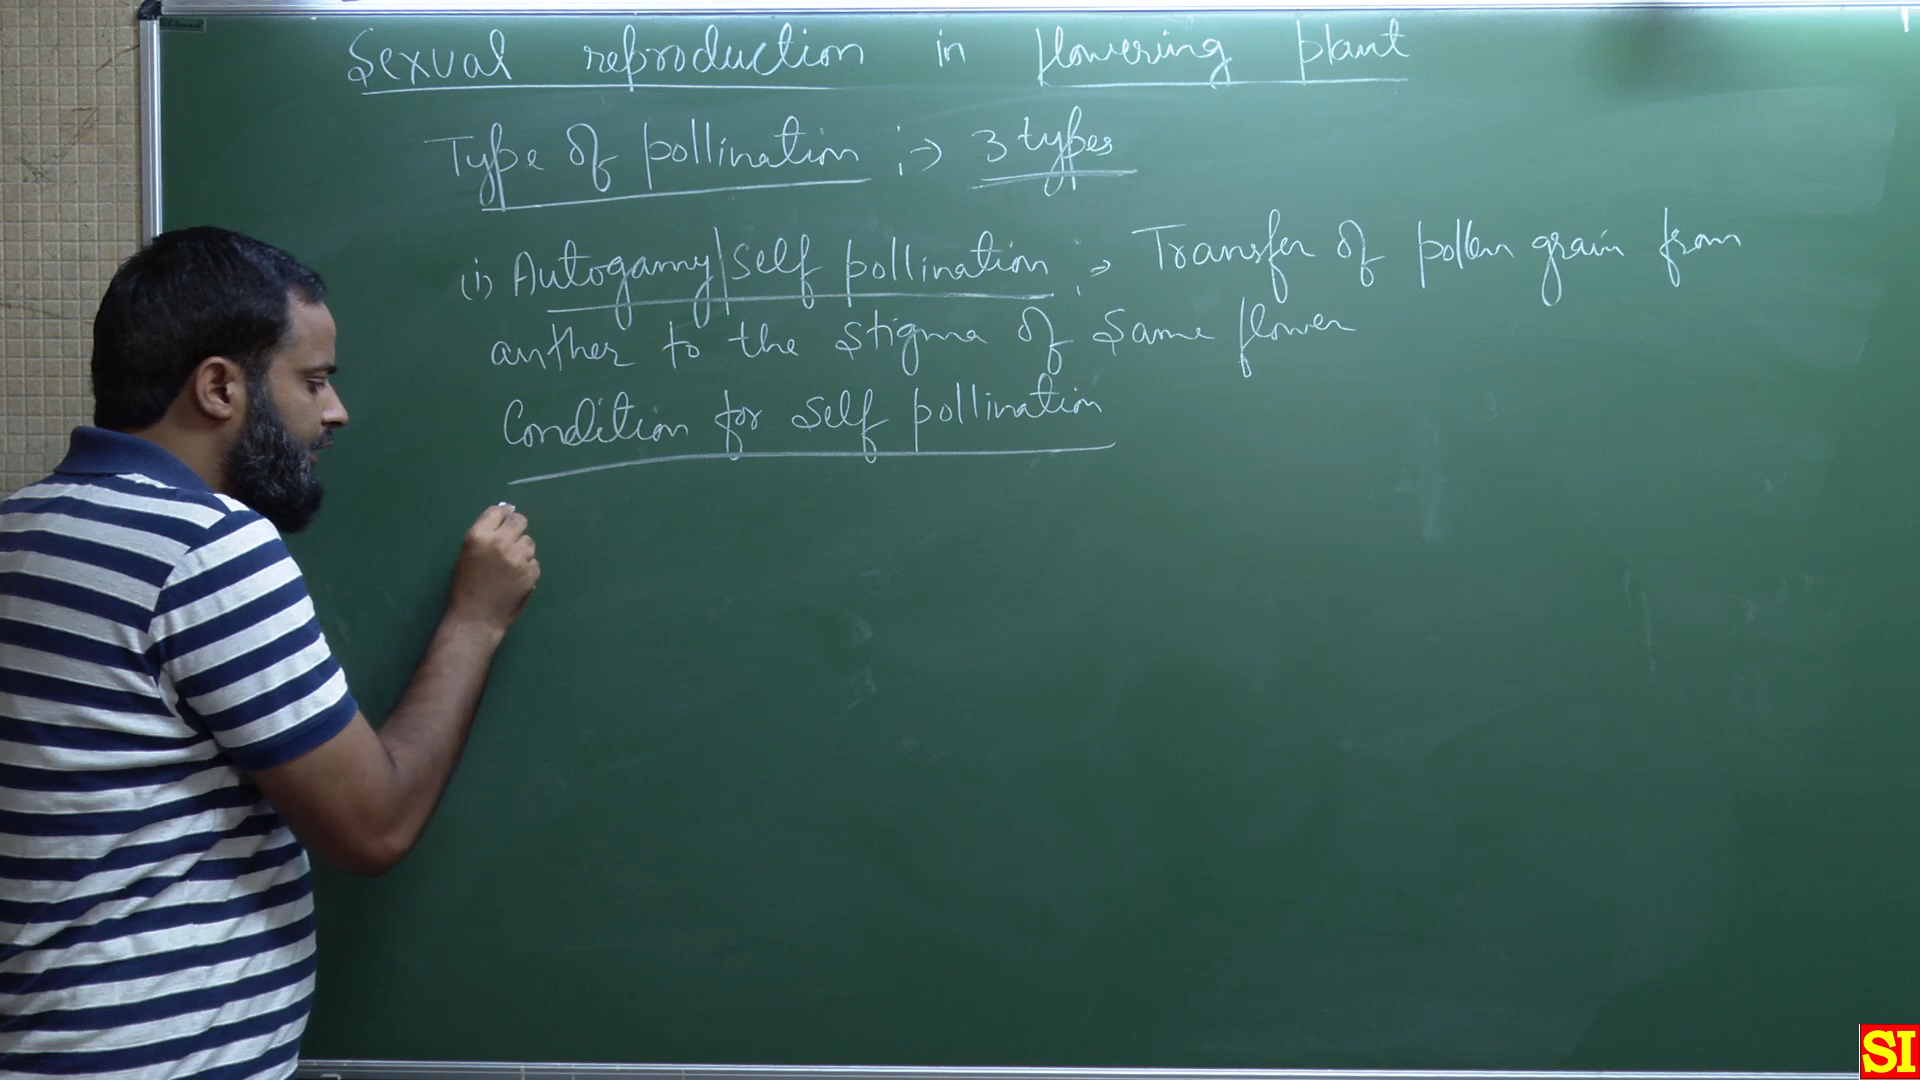 Sexual reproduction in flowering plant
Type of pollination :→ 3 types
(i) Autogamy/Self pollination :→ Transfer of pollen grain from
anther to the stigma of same flower
Condition for self pollination
SI